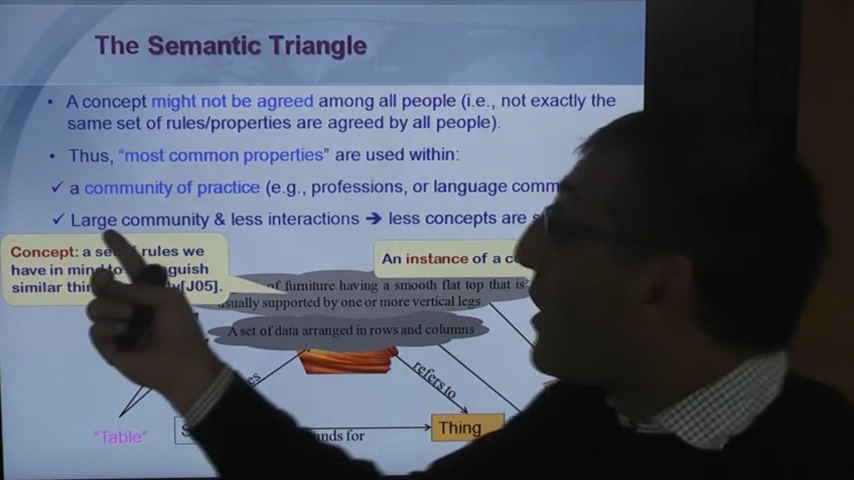 The Semantic Triangle
• A concept might not be agreed among all people (i.e., not exactly the
same set of rules/properties are agreed by all people).
• Thus, “most common properties” are used within:
✓ a community of practice (e.g., professions, or language comm
✓ Large community & less interactions ➔ less concepts are s
Concept: a set of rules we
have in mind to
similar
[J05].
An instance of a c
of furniture having a smooth flat top that is
usually supported by one or more vertical legs
A set of data arranged in rows and columns
refers to
"Table"
for
Thing